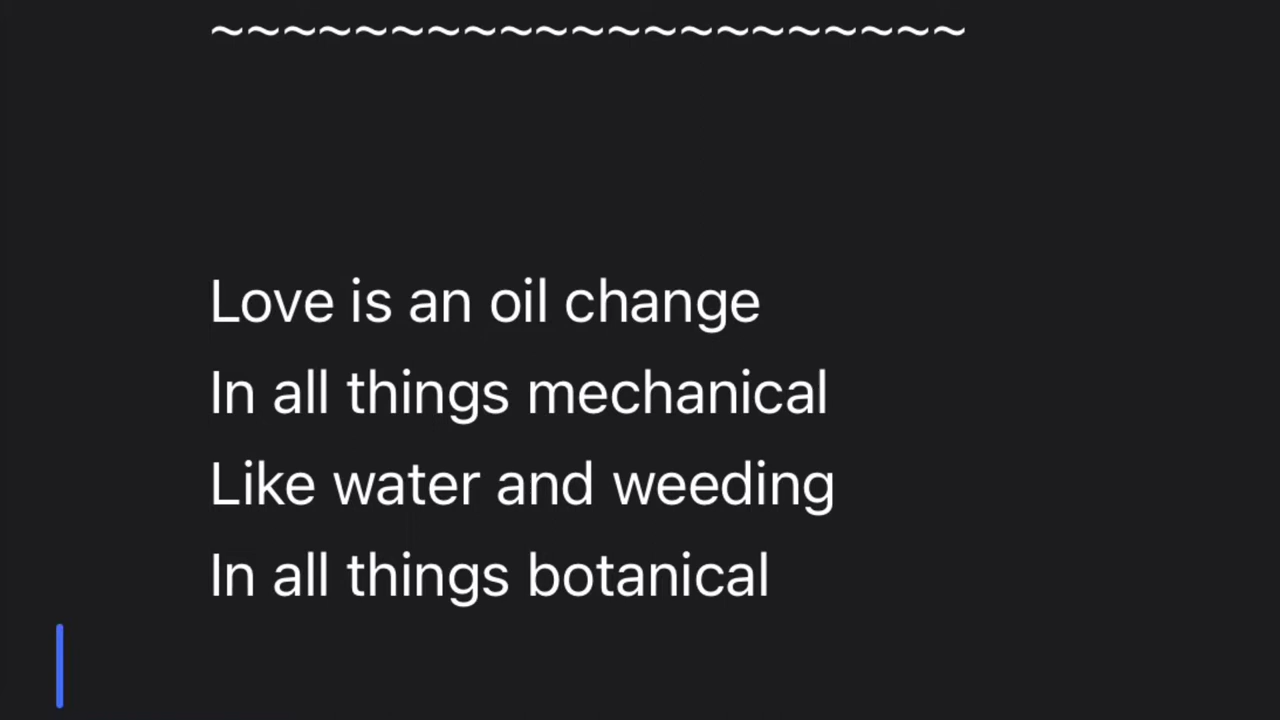 ~~~~~~~~~~~~~~~~~~~~~
Love is an oil change
In all things mechanical
Like water and weeding
In all things botanical